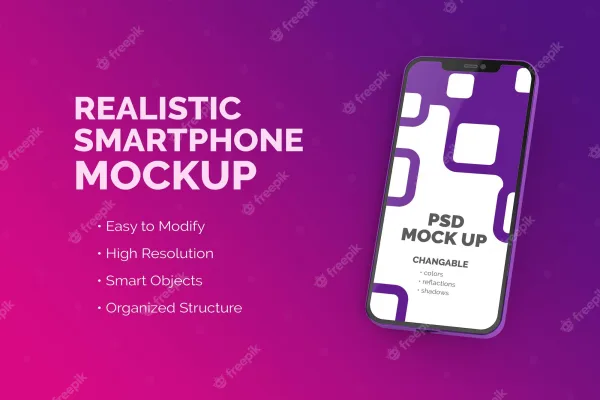 REALISTIC
SMARTPHONE
MOCKUP
• Easy to Modify
• High Resolution
• Smart Objects
• Organized Structure
PSD
MOCK UP
CHANGABLE
• colors
• reflactions
• shadows
freepik